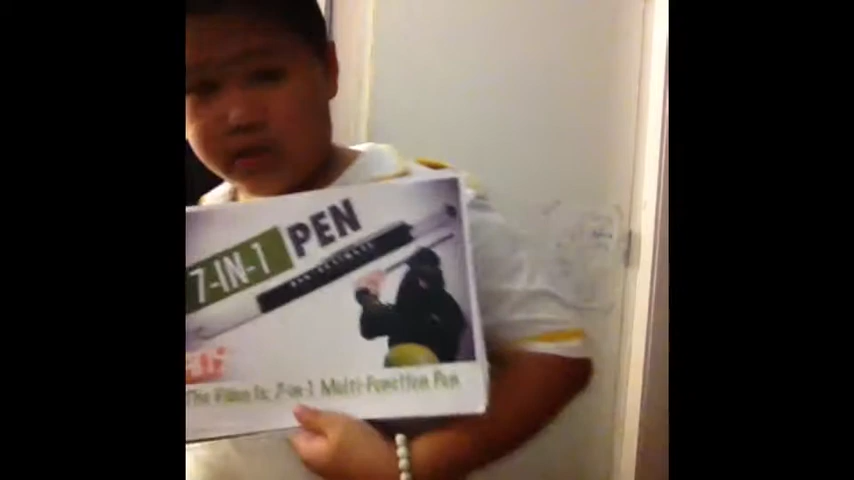 7-IN-1 PEN
The Video Is: 7-in-1 Multi-Function Pen